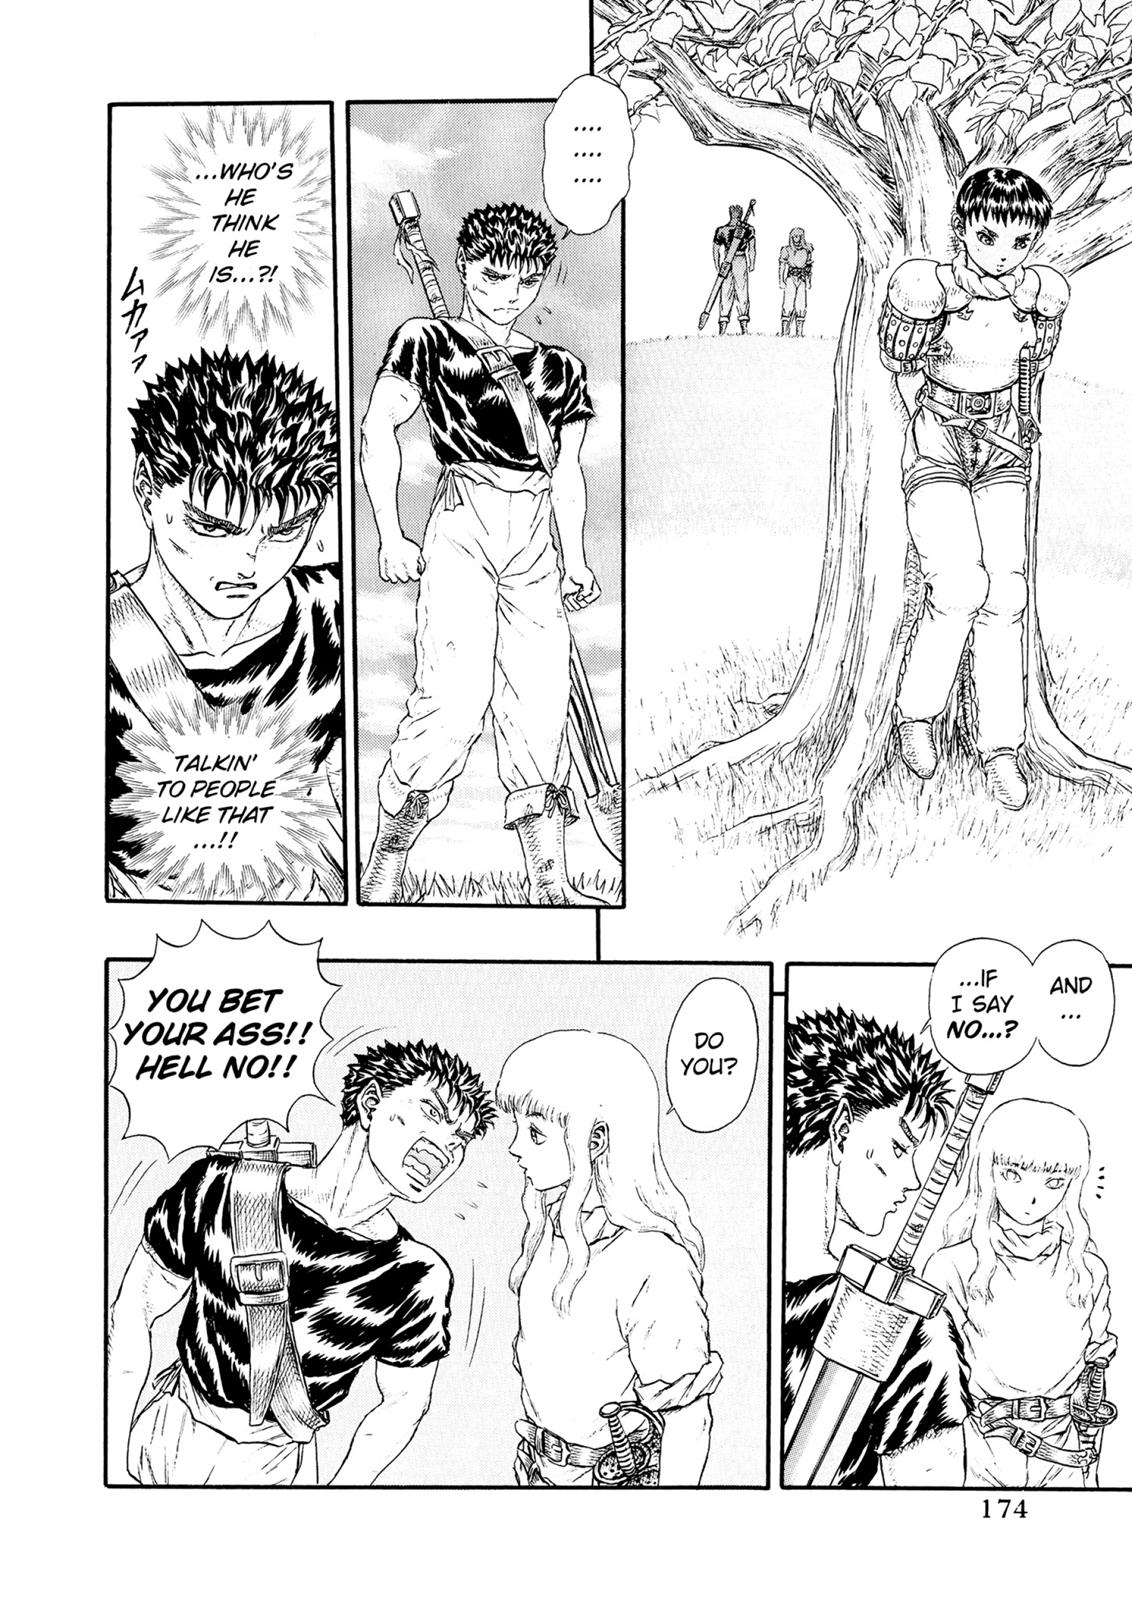 ....
....
....
...WHO'S
HE
THINK
HE
IS...?!
ムカァッ
TALKIN'
TO PEOPLE
LIKE THAT
...!!
AND
...
...IF
I SAY
NO...?
DO
YOU?
YOU BET
YOUR ASS!!
HELL NO!!
174